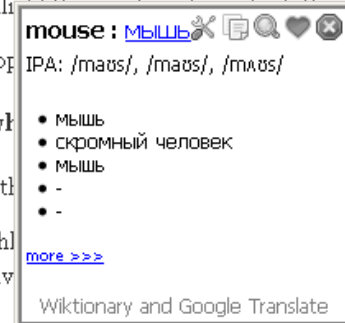 mouse : мышь
IPA: /maʊs/, /maʊs/, /mʌʊs/
• мышь
• скромный человек
• мышь
• -
• -
more >>>
Wiktionary and Google Translate